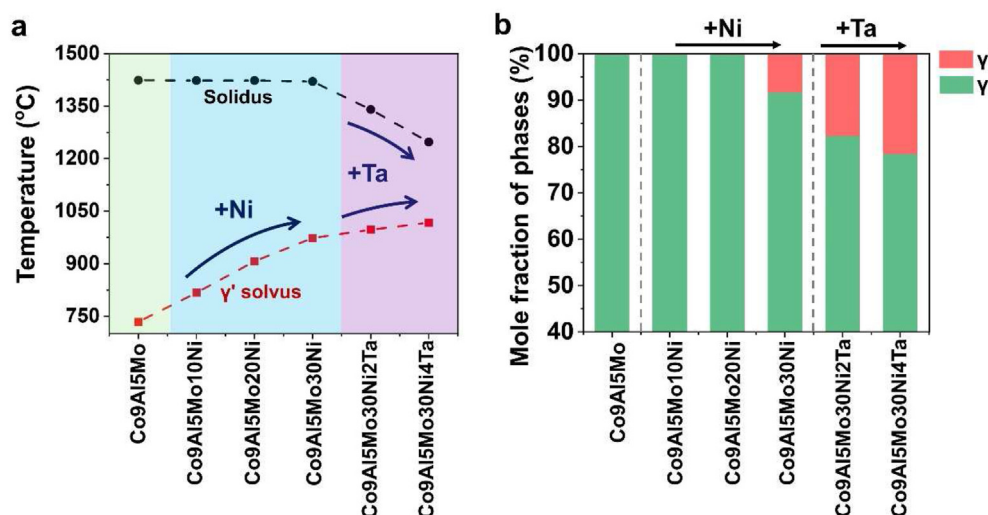 a
1500
1350
1200
1050
900
750
Temperature (°C)
Solidus
+Ta
+Ni
γ' solvus
Co9Al5Mo
Co9Al5Mo10Ni
Co9Al5Mo20Ni
Co9Al5Mo30Ni
Co9Al5Mo30Ni2Ta
Co9Al5Mo30Ni4Ta
b
+Ni
+Ta
100
90
80
70
60
50
40
Mole fraction of phases (%)
γ
γ
Co9Al5Mo
Co9Al5Mo10Ni
Co9Al5Mo20Ni
Co9Al5Mo30Ni
Co9Al5Mo30Ni2Ta
Co9Al5Mo30Ni4Ta